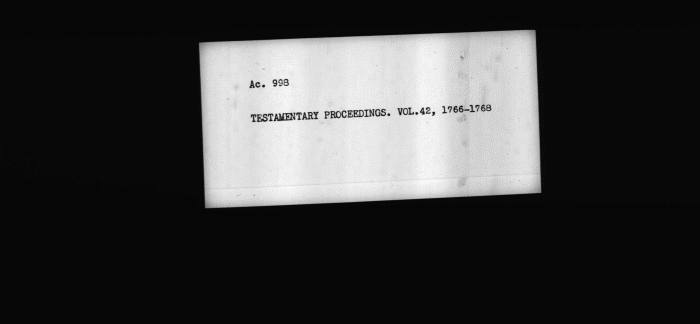 Ac. 998
TESTAMENTARY PROCEEDINGS. VOL.42, 1766-1768